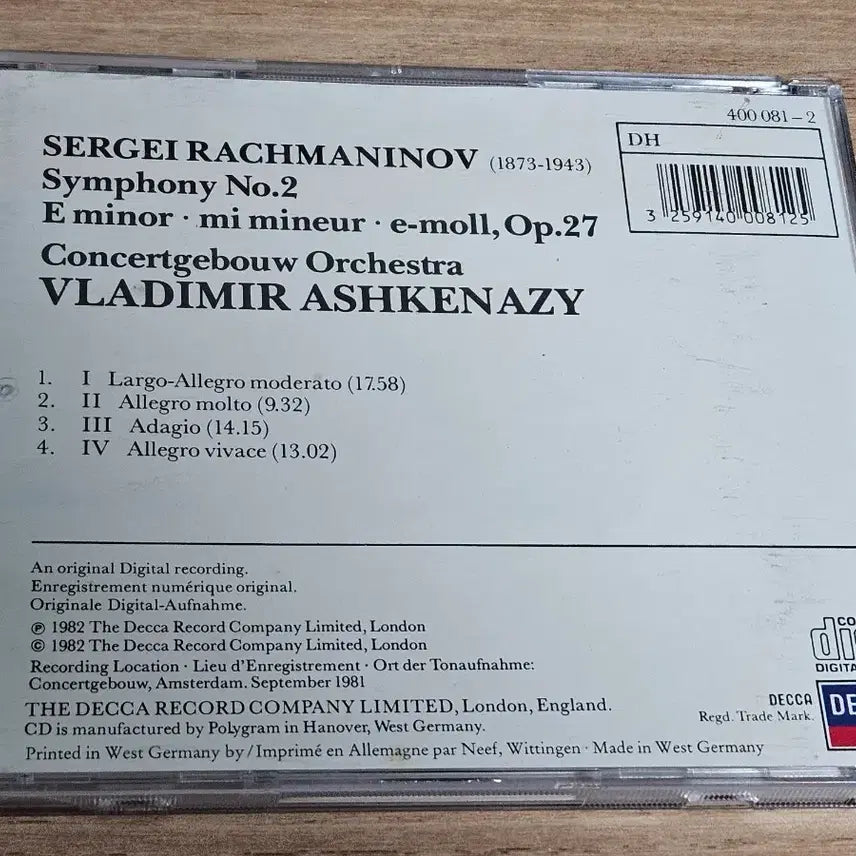 400 081-2
DH
3 259140 008125
SERGEI RACHMANINOV (1873-1943)
Symphony No.2
E minor · mi mineur · e-moll, Op.27
Concertgebouw Orchestra
VLADIMIR ASHKENAZY
1. I Largo-Allegro moderato (17.58)
2. II Allegro molto (9.32)
3. III Adagio (14.15)
4. IV Allegro vivace (13.02)
An original Digital recording.
Enregistrement numérique original.
Originale Digital-Aufnahme.
℗ 1982 The Decca Record Company Limited, London
© 1982 The Decca Record Company Limited, London
Recording Location · Lieu d'Enregistrement · Ort der Tonaufnahme:
Concertgebouw, Amsterdam. September 1981
THE DECCA RECORD COMPANY LIMITED, London, England.
CD is manufactured by Polygram in Hanover, West Germany.
Printed in West Germany by/Imprimé en Allemagne par Neef, Wittingen · Made in West Germany
DECCA
Regd. Trade Mark.